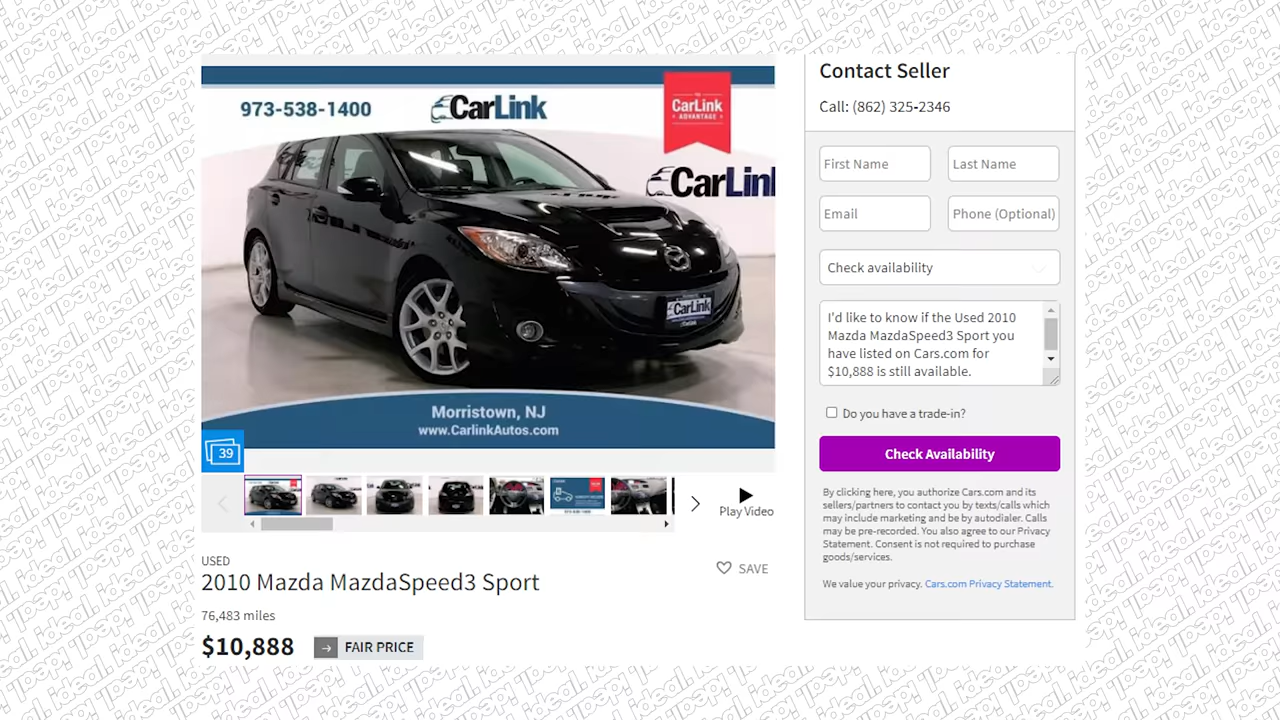 973-538-1400
CarLink
THE
CarLink
ADVANTAGE
CarLink
CarLink
Morristown, NJ
www.CarlinkAutos.com
39
Play Video
USED
2010 Mazda MazdaSpeed3 Sport
SAVE
76,483 miles
$10,888
→ FAIR PRICE
Contact Seller
Call: (862) 325-2346
First Name
Last Name
Email
Phone (Optional)
Check availability
I'd like to know if the Used 2010
Mazda MazdaSpeed3 Sport you
have listed on Cars.com for
$10,888 is still available.
Do you have a trade-in?
Check Availability
By clicking here, you authorize Cars.com and its
sellers/partners to contact you by texts/calls which
may include marketing and be by autodialer. Calls
may be pre-recorded. You also agree to our Privacy
Statement. Consent is not required to purchase
goods/services.
We value your privacy. Cars.com Privacy Statement.